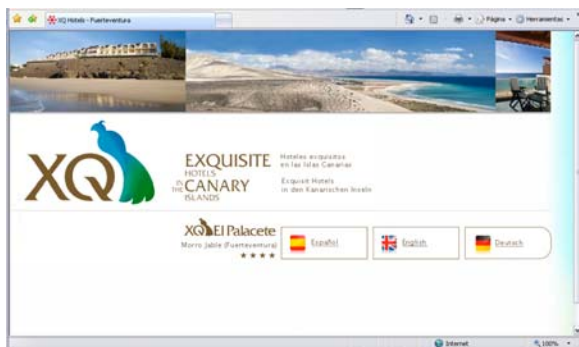 XQ Hotels - Fuerteventura
Página
Herramientas
XQ
EXQUISITE
HOTELS
IN THE CANARY
ISLANDS
Hoteles exquisitos
en las Islas Canarias
Exquisit Hotels
in den Kanarischen Inseln
XQ El Palacete
Morro Jable (Fuerteventura)
Español
English
Deutsch
Internet
100%